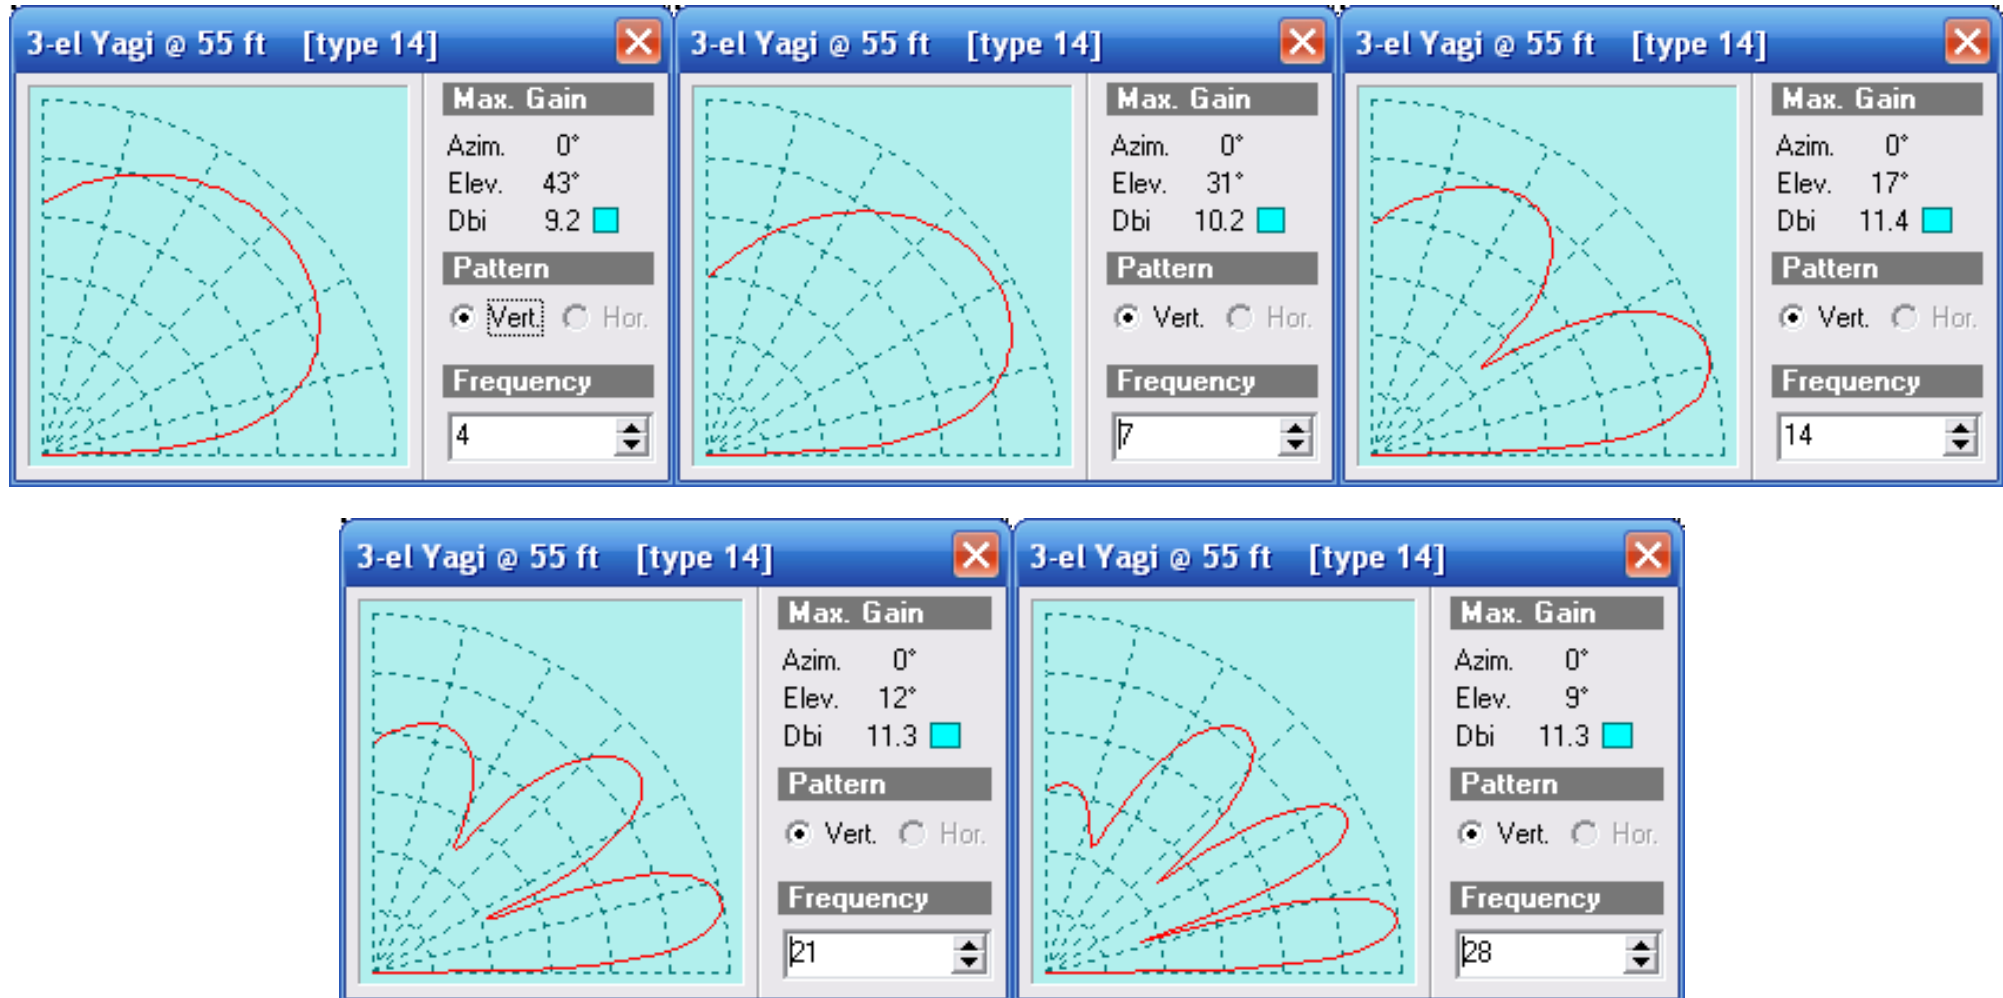 3-el Yagi @ 55 ft [type 14]
Max. Gain
Azim. 0°
Elev. 43°
Dbi 9.2
Pattern
Vert. Hor.
Frequency
4
3-el Yagi @ 55 ft [type 14]
Max. Gain
Azim. 0°
Elev. 31°
Dbi 10.2
Pattern
Vert. Hor.
Frequency
7
3-el Yagi @ 55 ft [type 14]
Max. Gain
Azim. 0°
Elev. 17°
Dbi 11.4
Pattern
Vert. Hor.
Frequency
14
3-el Yagi @ 55 ft [type 14]
Max. Gain
Azim. 0°
Elev. 12°
Dbi 11.3
Pattern
Vert. Hor.
Frequency
21
3-el Yagi @ 55 ft [type 14]
Max. Gain
Azim. 0°
Elev. 9°
Dbi 11.3
Pattern
Vert. Hor.
Frequency
28